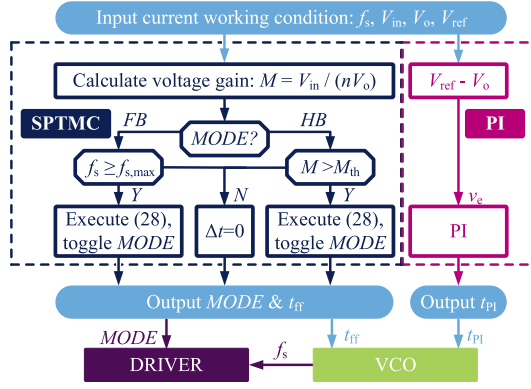 Input current working condition: fs, Vin, Vo, Vref
Calculate voltage gain: M = Vin / (nVo)
Vref - Vo
SPTMC
PI
FB
HB
MODE?
fs ≥ fs,max
M > Mth
Y
N
Y
ve
Execute (28),
toggle MODE
Δt=0
Execute (28),
toggle MODE
PI
Output MODE & tff
Output tPI
MODE
fs
tff
tPI
DRIVER
VCO